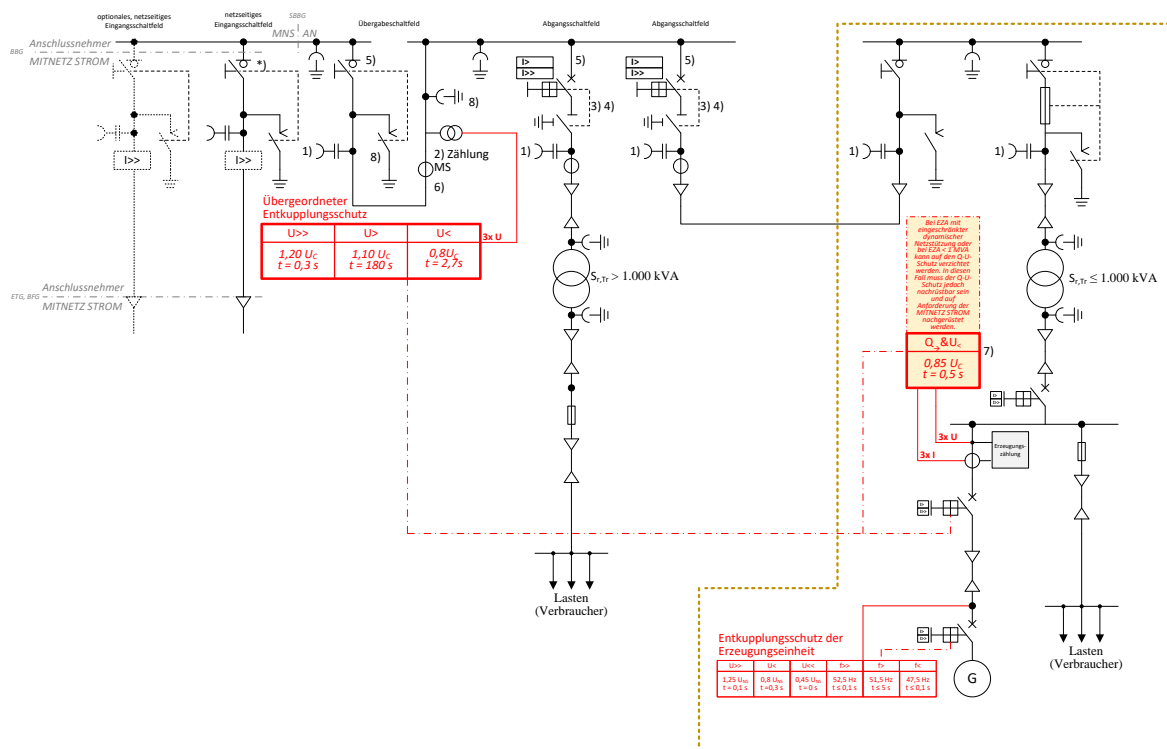 optionales, netzseitiges
Eingangsschaltfeld
netzseitiges
Eingangsschaltfeld
SBBG
MNS
AN
Übergabeschaltfeld
Abgangsschaltfeld
Abgangsschaltfeld
Anschlussnehmer
BBG
MITNETZ STROM
*)
5)
I>
I>>
5)
I>
I>>
5)
8)
3) 4)
3) 4)
I>>
I>>
1)
8)
2) Zählung
MS
6)
1)
1)
1)
1)
Übergeordneter
Entkupplungsschutz
U>>
U>
U<
3x U
1,20 UC
t = 0,3 s
1,10 UC
t = 180 s
0,8UC
t = 2,7s
Sr,Tr > 1.000 kVA
Sr,Tr ≤ 1.000 kVA
Anschlussnehmer
ETG, BFG
MITNETZ STROM
Bei EZA mit
eingeschränkter
dynamischer
Netzstützung oder
bei EZA < 1 MVA
kann auf den Q-U-
Schutz verzichtet
werden. In diesen
Fall muss der Q-U-
Schutz jedoch
nachrüstbar sein
und auf
Anforderung der
MITNETZ STROM
nachgerüstet
werden.
Q→&U<
7)
0,85 UC
t = 0,5 s
I>
I>>
3x U
3x I
Erzeugungs-
zählung
I>
I>>
Lasten
(Verbraucher)
I>
I>>
Entkupplungsschutz der
Erzeugungseinheit
U>>
U<
U<<
f>>
f>
f<
1,25 UNS
t = 0,1 s
0,8 UNS
t =0,3 s
0,45 UNS
t = 0 s
52,5 Hz
t ≤ 0,1 s
51,5 Hz
t ≤ 5 s
47,5 Hz
t ≤ 0,1 s
G
Lasten
(Verbraucher)